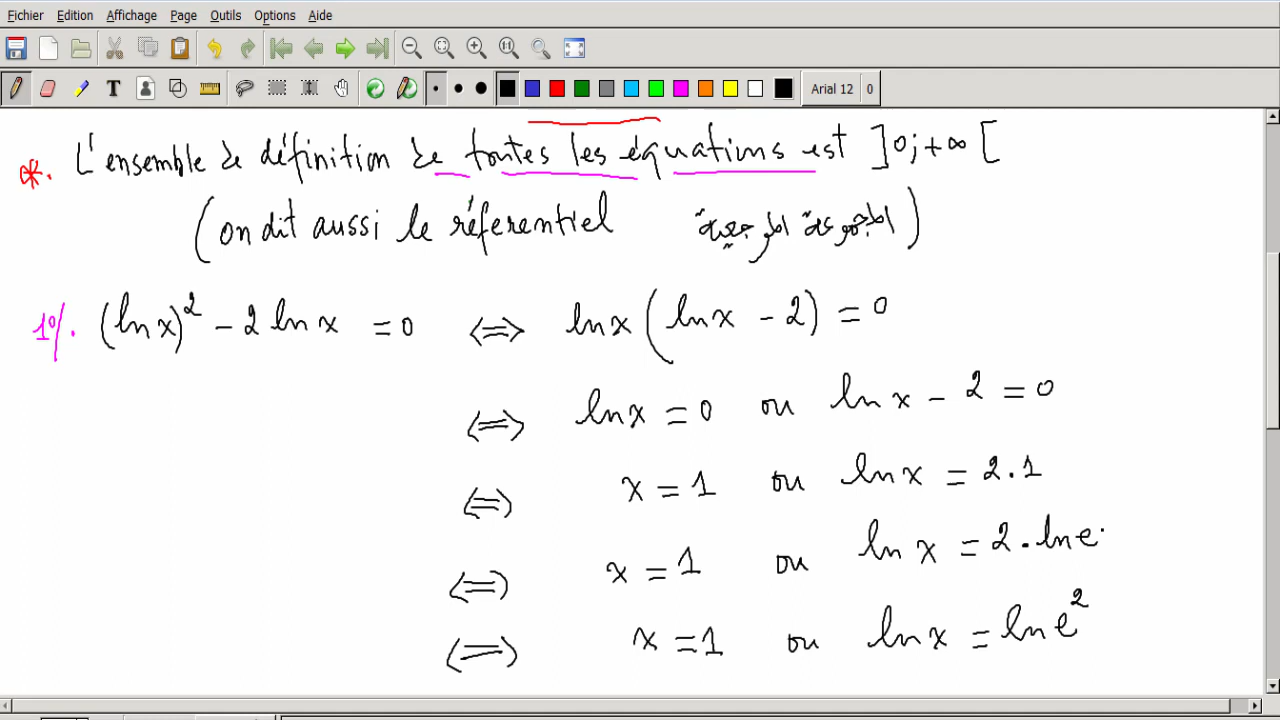 Fichier Edition Affichage Page Outils Options Aide
Arial 12 0
*. L'ensemble de définition de toutes les équations est ]0;+∞[
(on dit aussi le réferentiel المجموعة المرجعية)
1°/. (ln x)² - 2 ln x = 0 ⟺ ln x (ln x - 2) = 0
⟺ ln x = 0 ou ln x - 2 = 0
⟺ x = 1 ou ln x = 2.1
⟺ x = 1 ou ln x = 2.ln e.
⟺ x = 1 ou ln x = ln e²